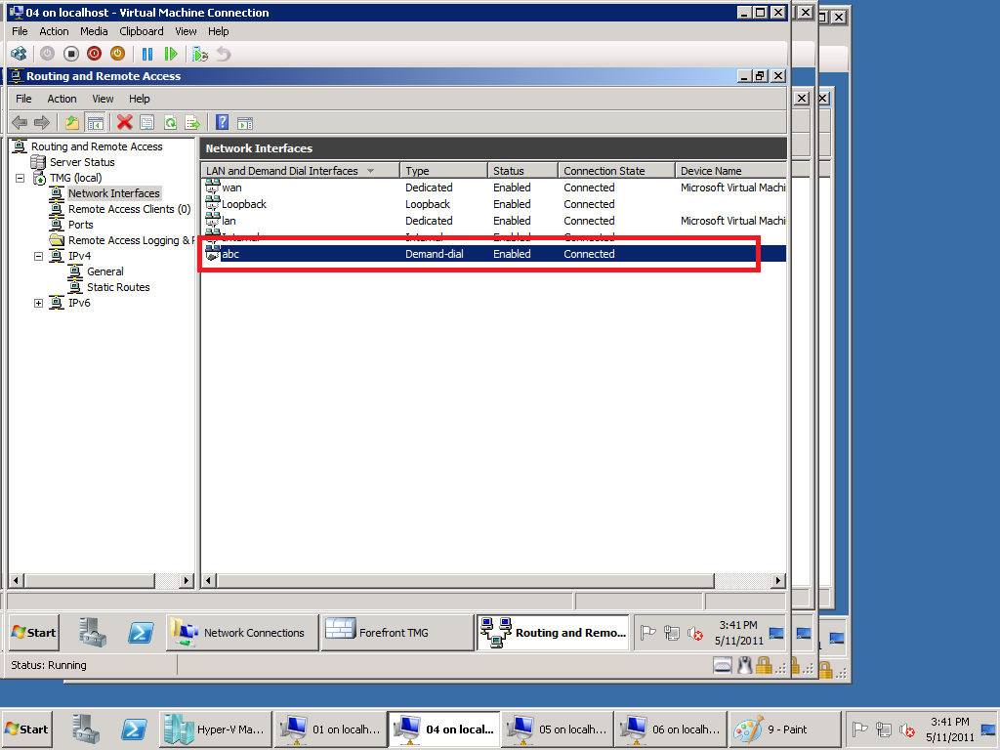 04 on localhost - Virtual Machine Connection
File Action Media Clipboard View Help
Routing and Remote Access
File Action View Help
Routing and Remote Access
Server Status
TMG (local)
Network Interfaces
Remote Access Clients (0)
Ports
Remote Access Logging & P
IPv4
General
Static Routes
IPv6
Network Interfaces
LAN and Demand Dial Interfaces Type Status Connection State Device Name
wan Dedicated Enabled Connected Microsoft Virtual Machi
Loopback Loopback Enabled Connected
lan Dedicated Enabled Connected Microsoft Virtual Machi
Internal Internal Enabled Connected
abc Demand-dial Enabled Connected
Start Network Connections Forefront TMG Routing and Remo... 3:41 PM
5/11/2011
Status: Running
Start Hyper-V Ma... 01 on localh... 04 on local... 05 on localh... 06 on localh... 9 - Paint 3:41 PM
5/11/2011